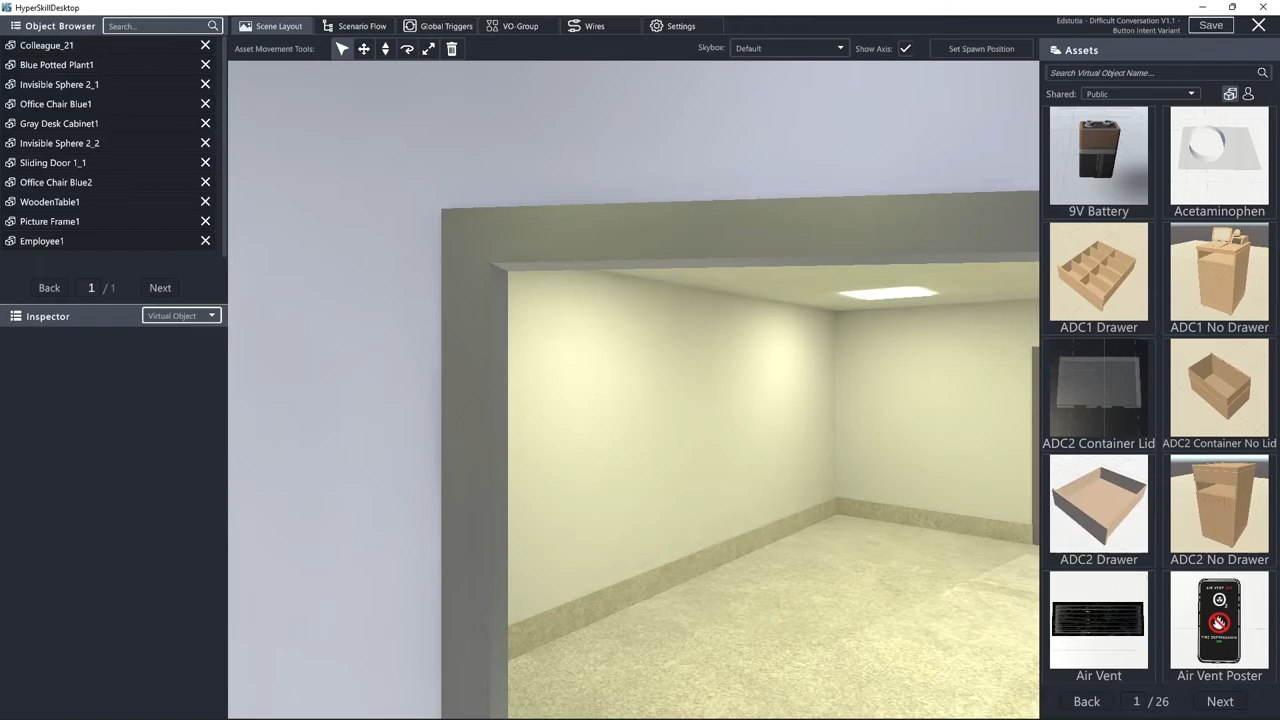 HyperSkillDesktop
Object Browser
Search...
Scene Layout
Scenario Flow
Global Triggers
VO-Group
Wires
Settings
Edstutia - Difficult Conversation V1.1 -
Button Intent Variant
Save
Asset Movement Tools:
Skybox:
Default
Show Axis:
Set Spawn Position
Colleague_21
Blue Potted Plant1
Invisible Sphere 2_1
Office Chair Blue1
Gray Desk Cabinet1
Invisible Sphere 2_2
Sliding Door 1_1
Office Chair Blue2
WoodenTable1
Picture Frame1
Employee1
Back
1 / 1
Next
Inspector
Virtual Object
Assets
Search Virtual Object Name...
Shared:
Public
9V Battery
Acetaminophen
ADC1 Drawer
ADC1 No Drawer
ADC2 Container Lid
ADC2 Container No Lid
ADC2 Drawer
ADC2 No Drawer
Air Vent
Air Vent Poster
Back
1 / 26
Next